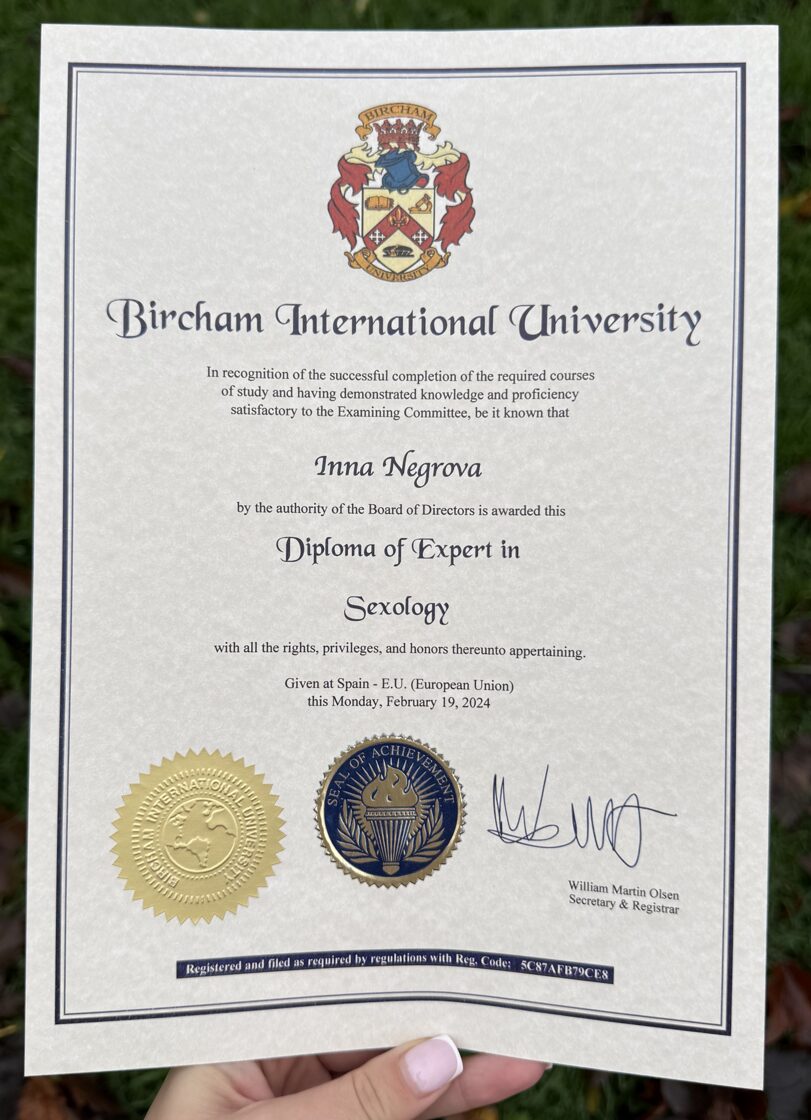 BIRCHAM
UNIVERSITY
Bircham International University
In recognition of the successful completion of the required courses
of study and having demonstrated knowledge and proficiency
satisfactory to the Examining Committee, be it known that
Inna Negrova
by the authority of the Board of Directors is awarded this
Diploma of Expert in
Sexology
with all the rights, privileges, and honors thereunto appertaining.
Given at Spain - E.U. (European Union)
this Monday, February 19, 2024
BIRCHAM INTERNATIONAL UNIVERSITY
SEAL OF ACHIEVEMENT
William Martin Olsen
Secretary & Registrar
Registered and filed as required by regulations with Reg. Code: 5C87AFB79CE8